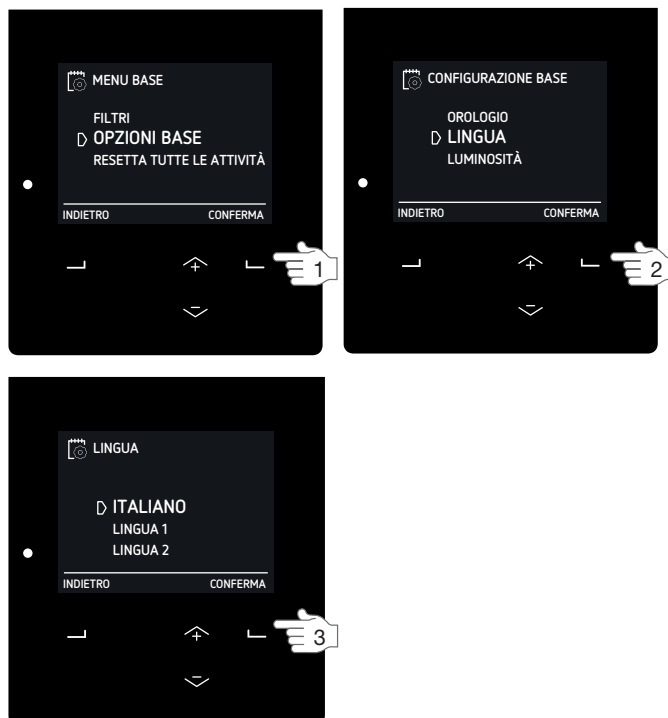 MENU BASE
FILTRI
OPZIONI BASE
RESETTA TUTTE LE ATTIVITÀ
INDIETRO CONFERMA
1
CONFIGURAZIONE BASE
OROLOGIO
LINGUA
LUMINOSITÀ
INDIETRO CONFERMA
2
LINGUA
ITALIANO
LINGUA 1
LINGUA 2
INDIETRO CONFERMA
3